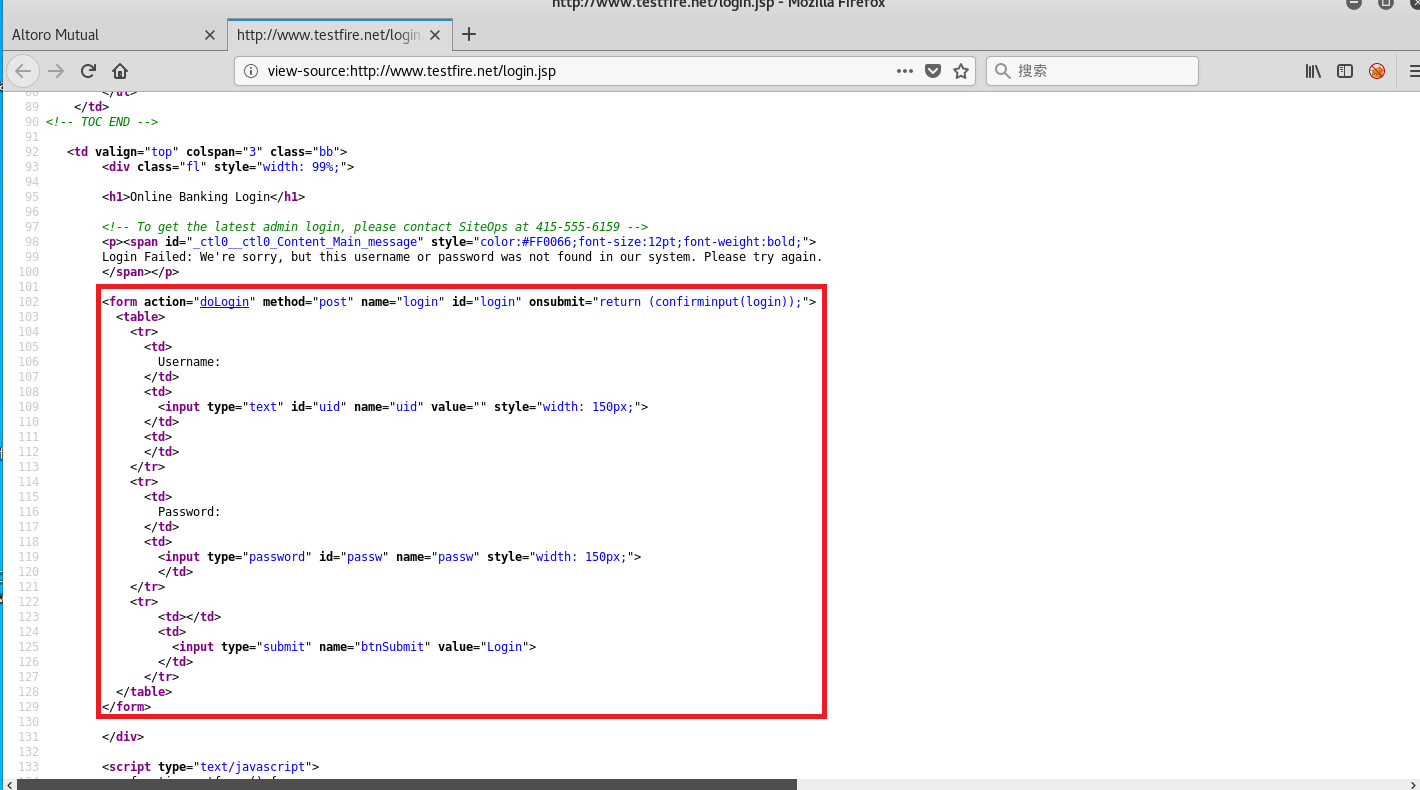 http://www.testfire.net/login.jsp - Mozilla Firefox
Altoro Mutual
http://www.testfire.net/login.
view-source:http://www.testfire.net/login.jsp
搜索
88 </ul>
89 </td>
90 <!-- TOC END -->
91
92 <td valign="top" colspan="3" class="bb">
93 <div class="fl" style="width: 99%;">
94
95 <h1>Online Banking Login</h1>
96
97 <!-- To get the latest admin login, please contact SiteOps at 415-555-6159 -->
98 <p><span id="_ctl0__ctl0_Content_Main_message" style="color:#FF0066;font-size:12pt;font-weight:bold;">
99 Login Failed: We're sorry, but this username or password was not found in our system. Please try again.
100 </span></p>
101
102 <form action="doLogin" method="post" name="login" id="login" onsubmit="return (confirminput(login));">
103 <table>
104 <tr>
105 <td>
106 Username:
107 </td>
108 <td>
109 <input type="text" id="uid" name="uid" value="" style="width: 150px;">
110 </td>
111 <td>
112 </td>
113 </tr>
114 <tr>
115 <td>
116 Password:
117 </td>
118 <td>
119 <input type="password" id="passw" name="passw" style="width: 150px;">
120 </td>
121 </tr>
122 <tr>
123 <td></td>
124 <td>
125 <input type="submit" name="btnSubmit" value="Login">
126 </td>
127 </tr>
128 </table>
129 </form>
130
131 </div>
132
133 <script type="text/javascript">